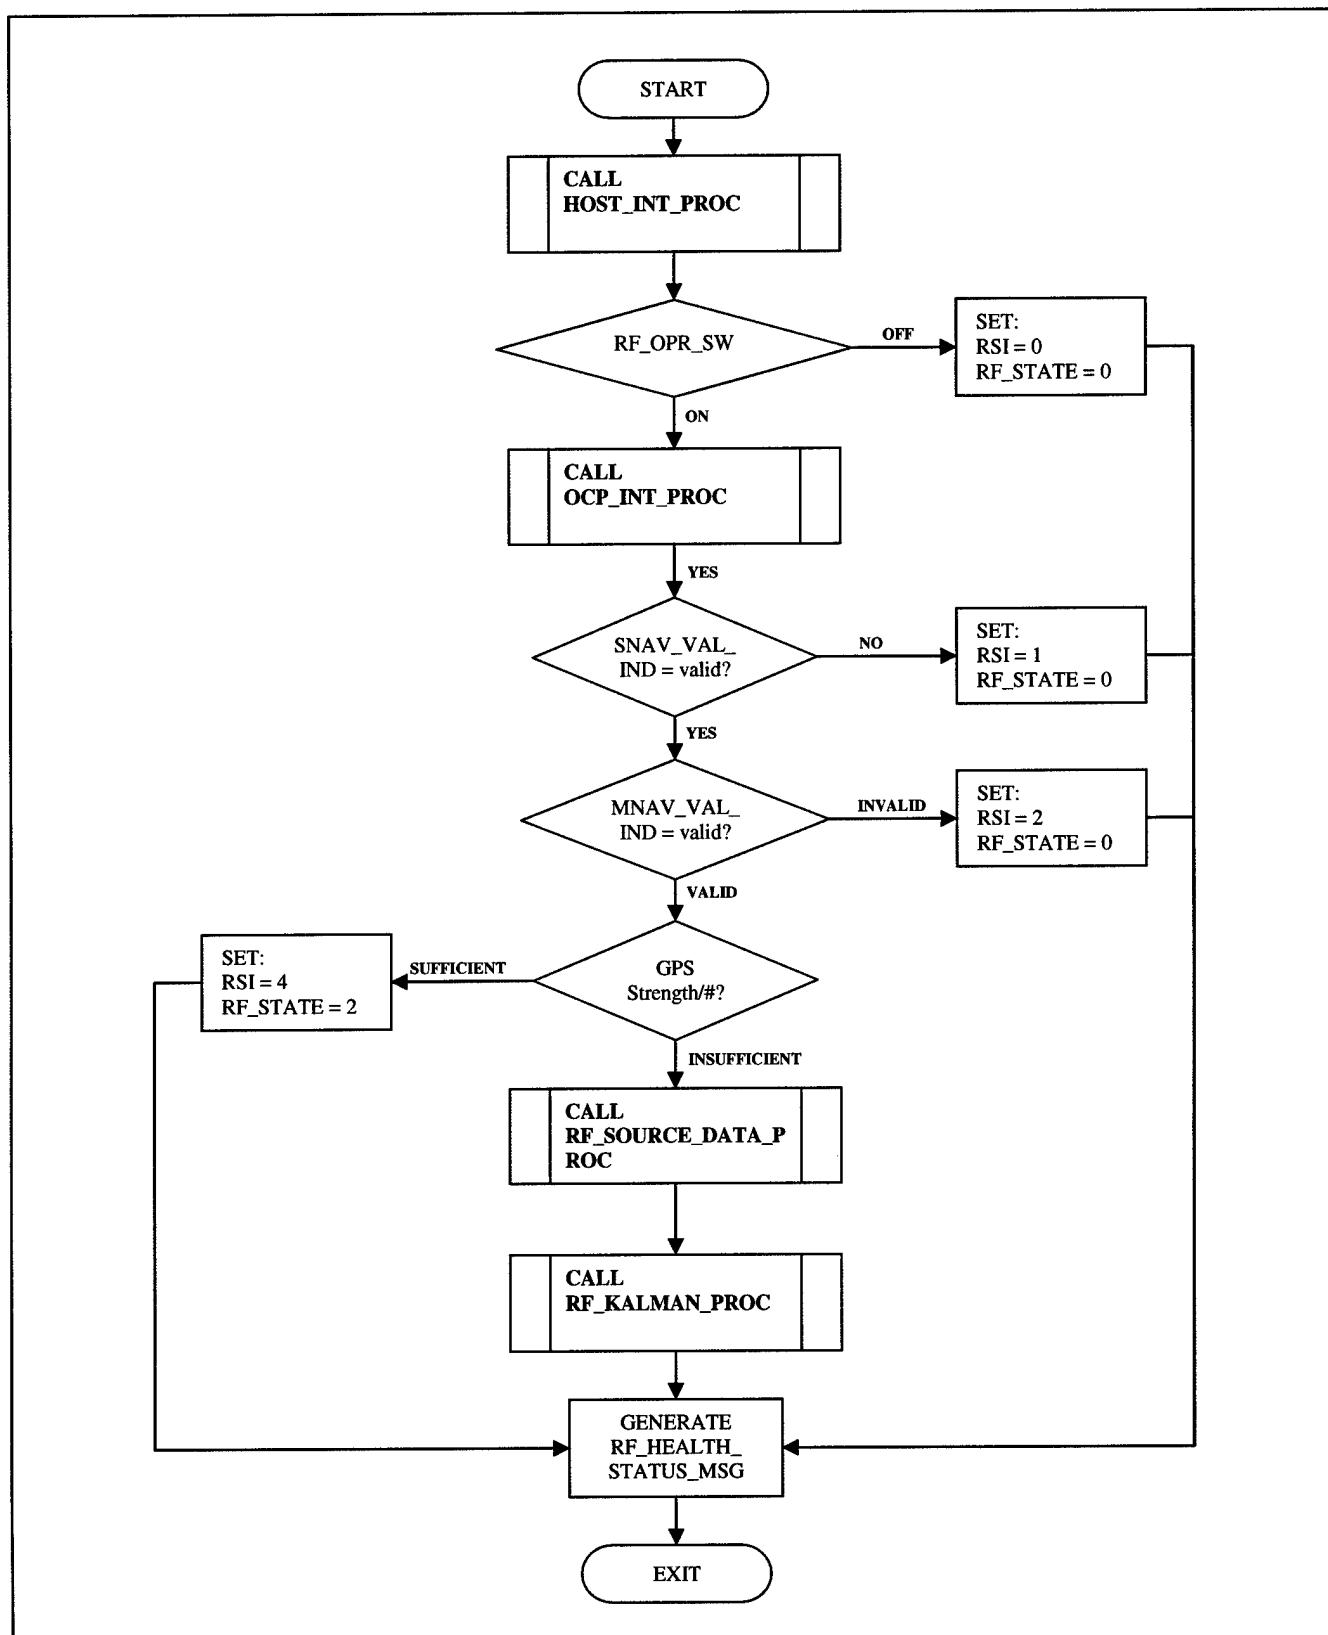 START
CALL
HOST_INT_PROC
RF_OPR_SW
OFF
SET:
RSI = 0
RF_STATE = 0
ON
CALL
OCP_INT_PROC
YES
SNAV_VAL_
IND = valid?
NO
SET:
RSI = 1
RF_STATE = 0
YES
MNAV_VAL_
IND = valid?
INVALID
SET:
RSI = 2
RF_STATE = 0
VALID
GPS
Strength/#?
SUFFICIENT
SET:
RSI = 4
RF_STATE = 2
INSUFFICIENT
CALL
RF_SOURCE_DATA_P
ROC
CALL
RF_KALMAN_PROC
GENERATE
RF_HEALTH_
STATUS_MSG
EXIT